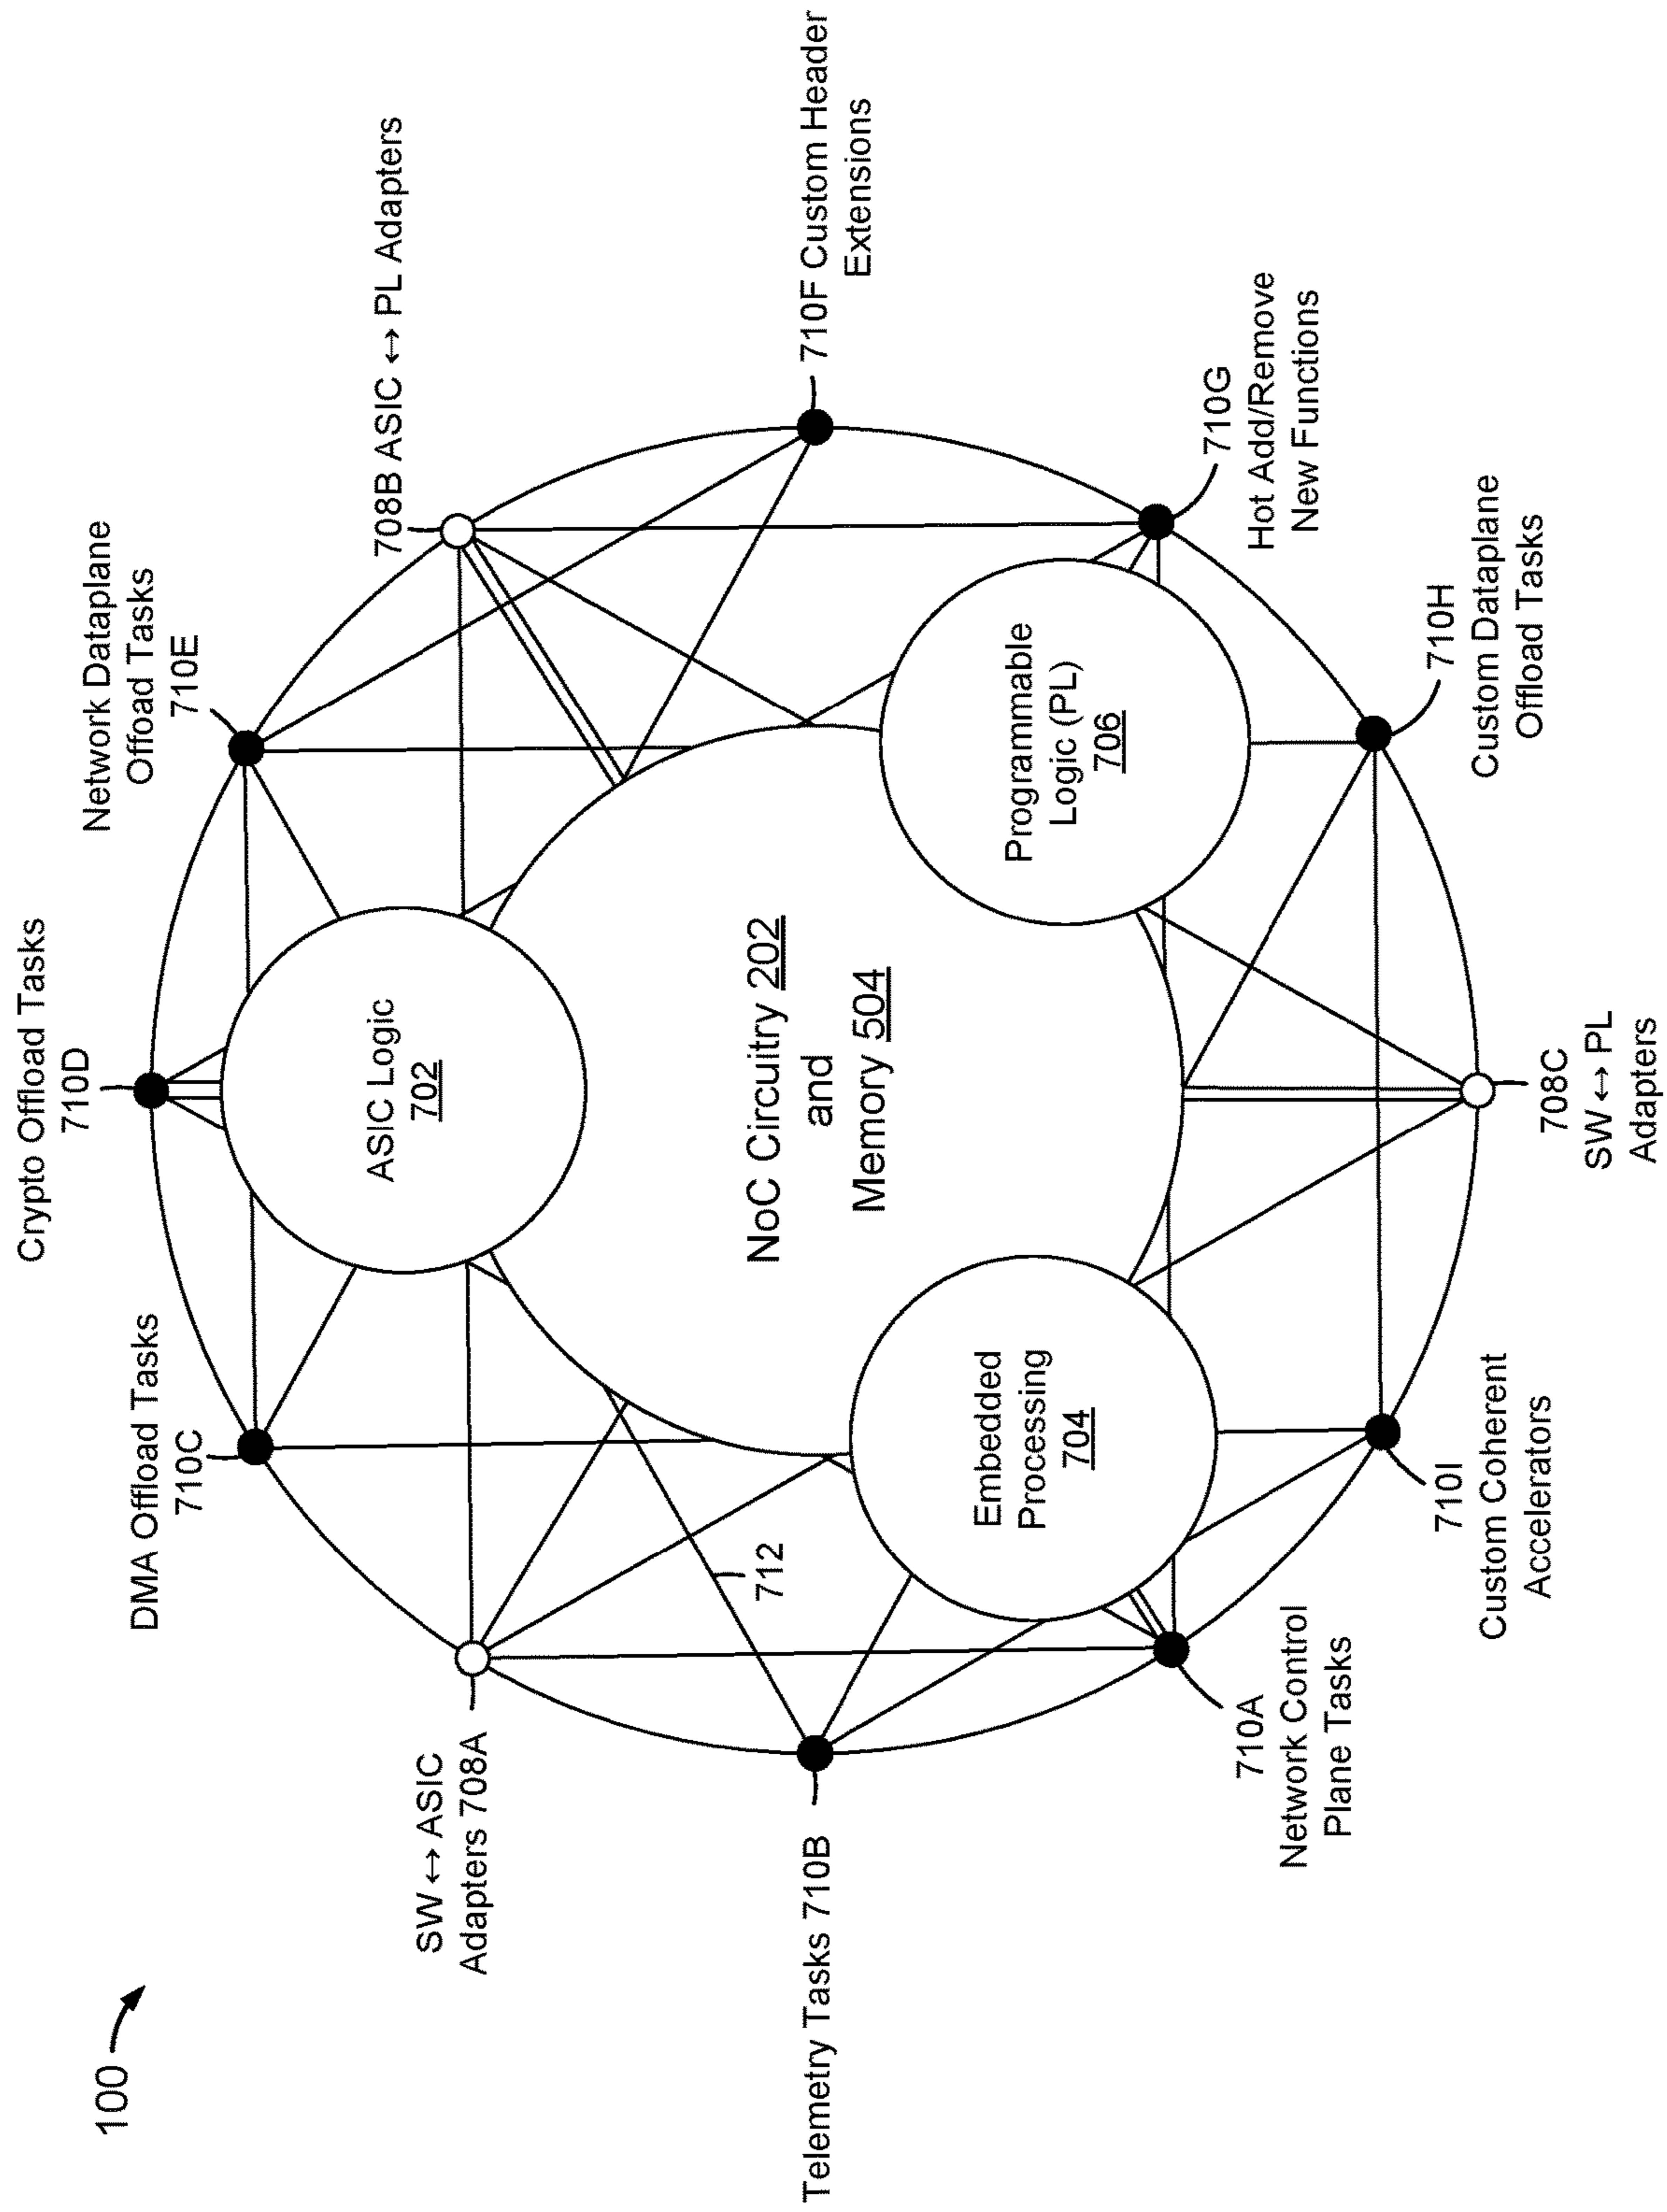 100
Crypto Offload Tasks
710D
Network Dataplane
Offoad Tasks
710E
708B ASIC ↔ PL Adapters
710F Custom Header
Extensions
710G
Hot Add/Remove
New Functions
710H
Custom Dataplane
Offload Tasks
708C
SW ↔ PL
Adapters
710I
Custom Coherent
Accelerators
710A
Network Control
Plane Tasks
Telemetry Tasks 710B
SW ↔ ASIC
Adapters 708A
DMA Offload Tasks
710C
712
ASIC Logic
702
NoC Circuitry 202
and
Memory 504
Embedded
Processing
704
Programmable
Logic (PL)
706